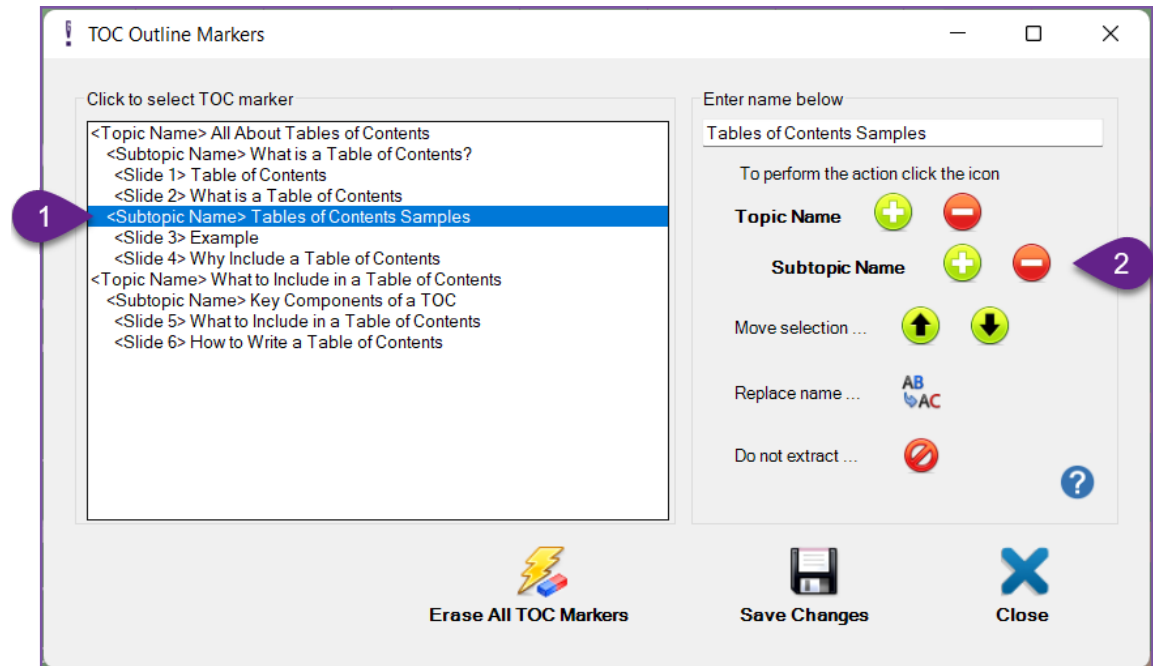 TOC Outline Markers
Click to select TOC marker
<Topic Name> All About Tables of Contents
<Subtopic Name> What is a Table of Contents?
<Slide 1> Table of Contents
<Slide 2> What is a Table of Contents
1
<Subtopic Name> Tables of Contents Samples
<Slide 3> Example
<Slide 4> Why Include a Table of Contents
<Topic Name> What to Include in a Table of Contents
<Subtopic Name> Key Components of a TOC
<Slide 5> What to Include in a Table of Contents
<Slide 6> How to Write a Table of Contents
Enter name below
Tables of Contents Samples
To perform the action click the icon
Topic Name
Subtopic Name
2
Move selection ...
Replace name ...
AB
AC
Do not extract ...
?
Erase All TOC Markers
Save Changes
Close